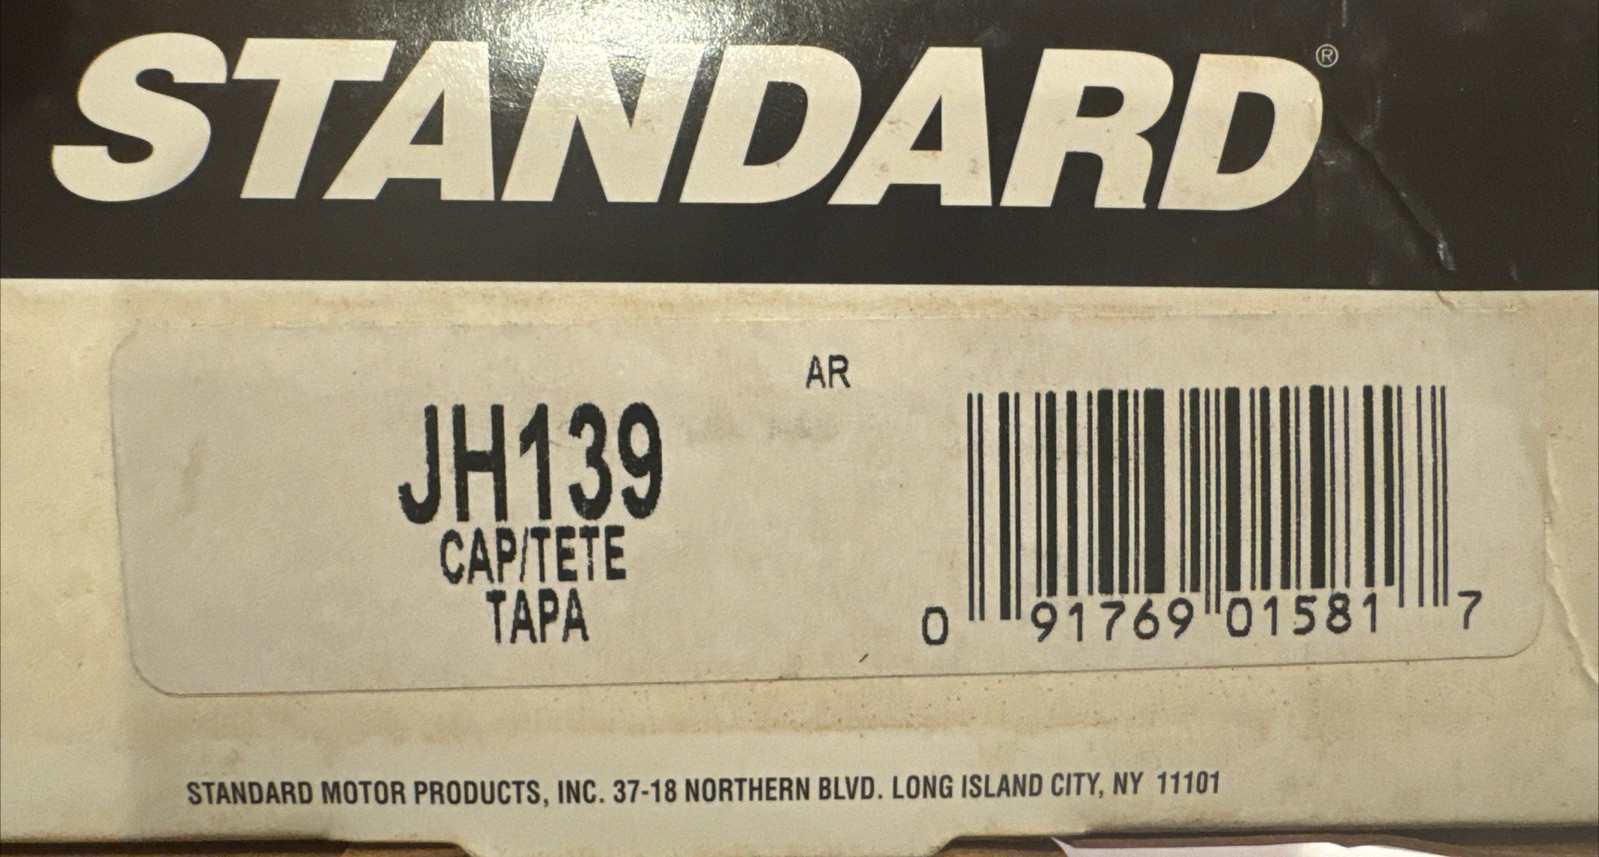 STANDARD®
AR
JH139
CAP/TETE
TAPA
0 91769 01581 7
STANDARD MOTOR PRODUCTS, INC. 37-18 NORTHERN BLVD. LONG ISLAND CITY, NY 11101